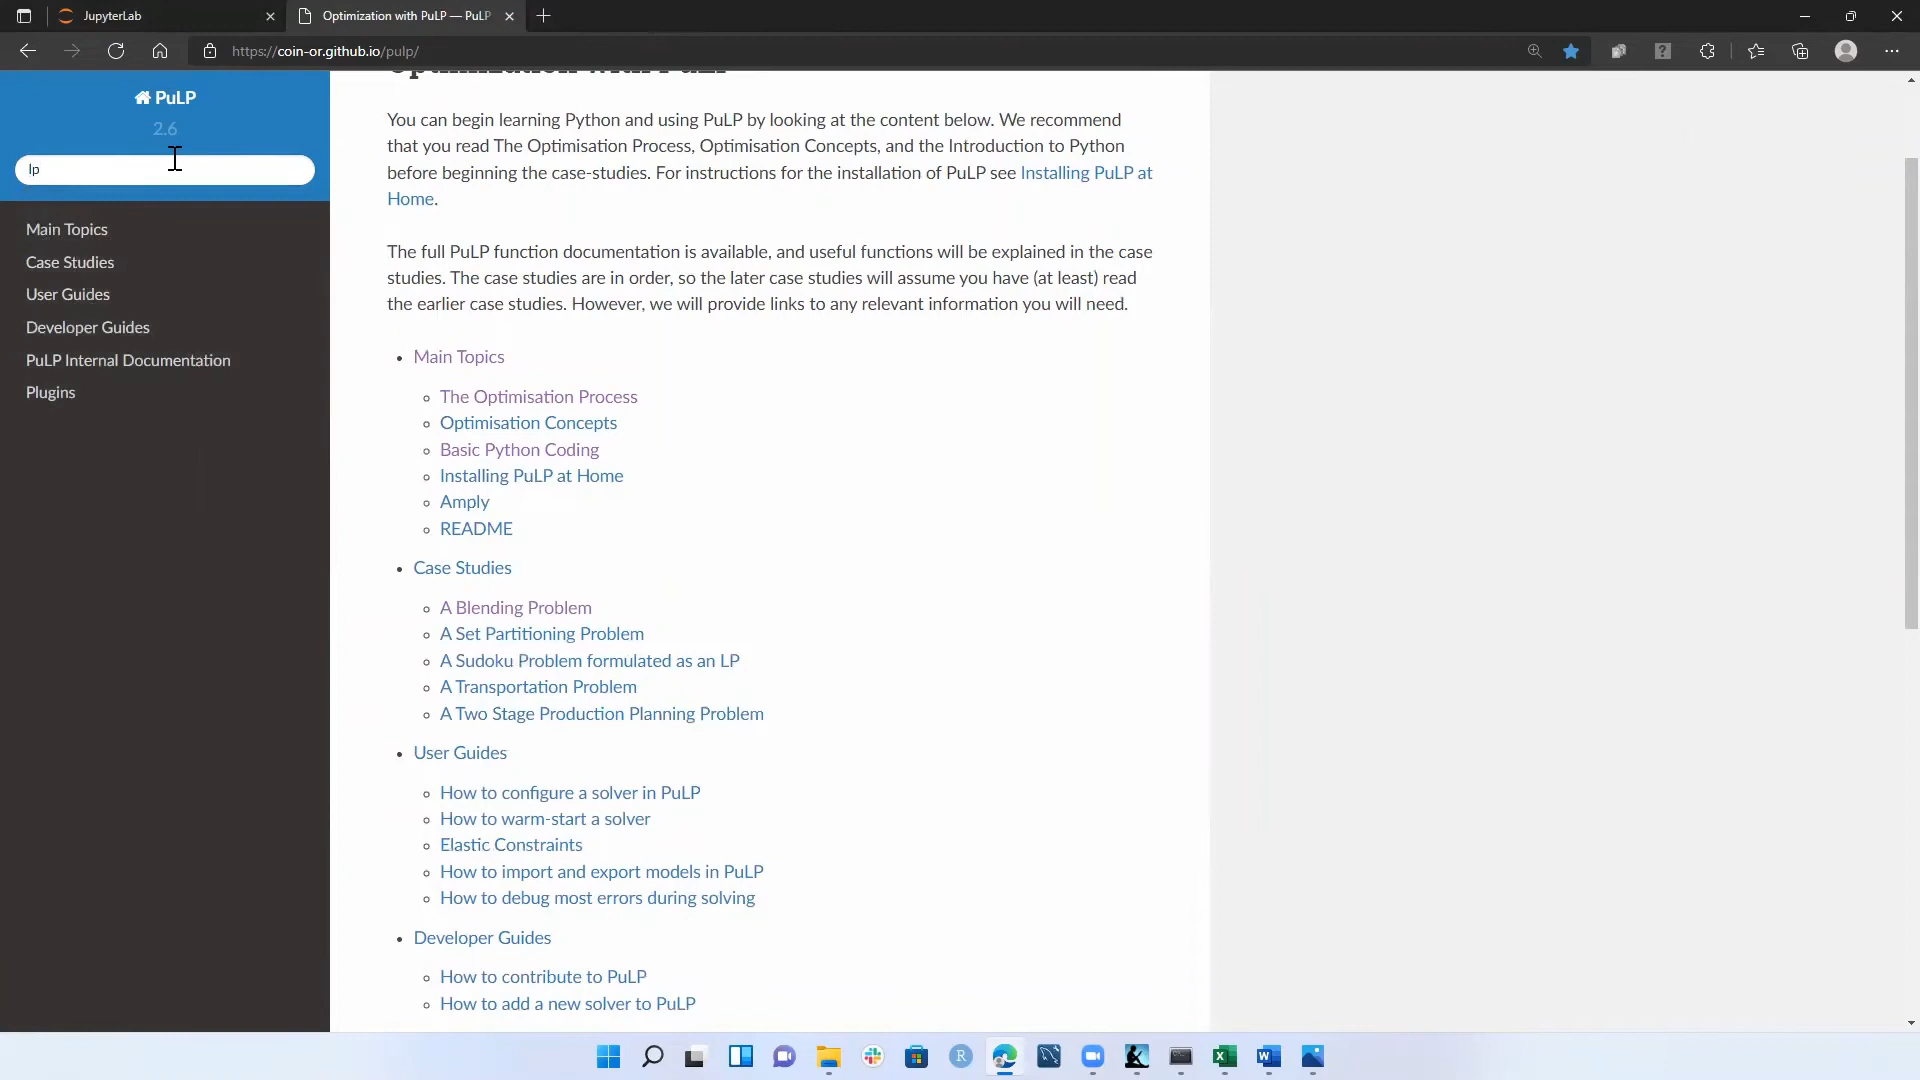 JupyterLab
Optimization with PuLP — PuLP
https://coin-or.github.io/pulp/
PuLP
2.6
lp
Main Topics
Case Studies
User Guides
Developer Guides
PuLP Internal Documentation
Plugins
Optimization with PuLP
You can begin learning Python and using PuLP by looking at the content below. We recommend
that you read The Optimisation Process, Optimisation Concepts, and the Introduction to Python
before beginning the case-studies. For instructions for the installation of PuLP see Installing PuLP at
Home.
The full PuLP function documentation is available, and useful functions will be explained in the case
studies. The case studies are in order, so the later case studies will assume you have (at least) read
the earlier case studies. However, we will provide links to any relevant information you will need.
Main Topics
The Optimisation Process
Optimisation Concepts
Basic Python Coding
Installing PuLP at Home
Amply
README
Case Studies
A Blending Problem
A Set Partitioning Problem
A Sudoku Problem formulated as an LP
A Transportation Problem
A Two Stage Production Planning Problem
User Guides
How to configure a solver in PuLP
How to warm-start a solver
Elastic Constraints
How to import and export models in PuLP
How to debug most errors during solving
Developer Guides
How to contribute to PuLP
How to add a new solver to PuLP